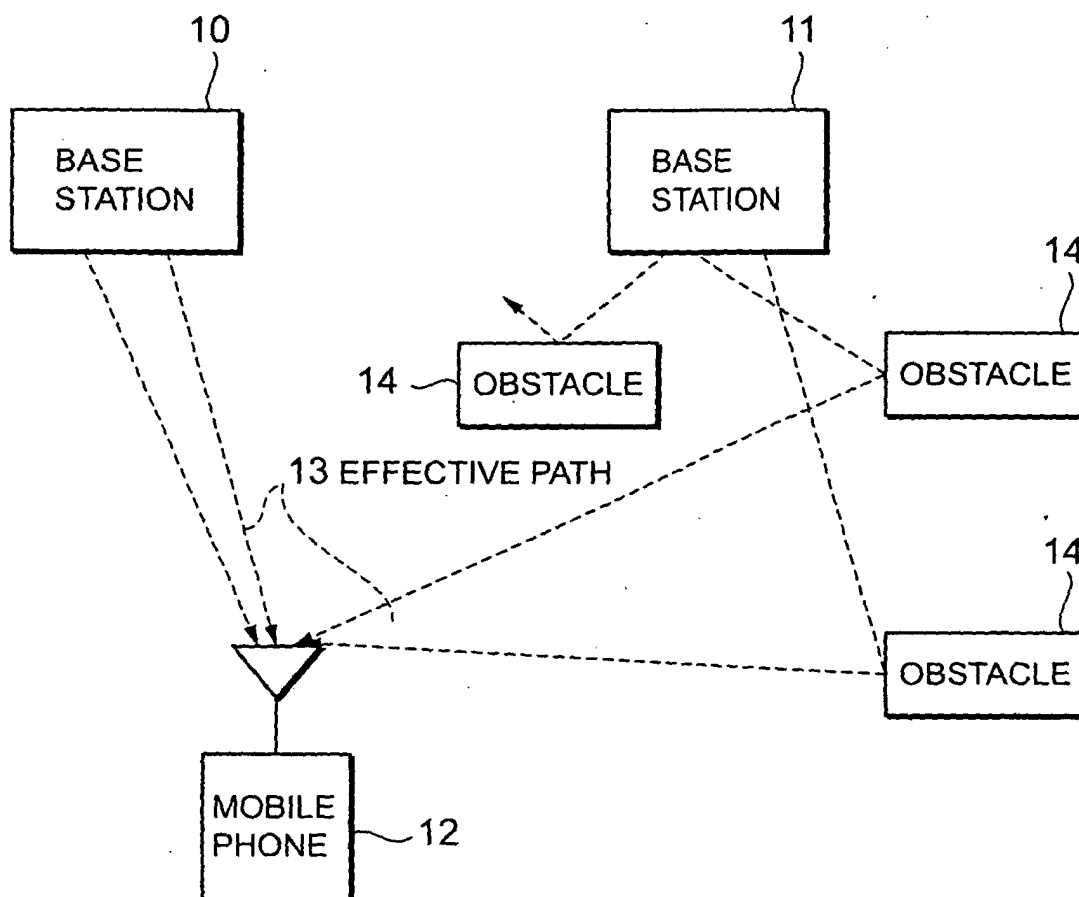 10
11
BASE
STATION
BASE
STATION
14
OBSTACLE
14
OBSTACLE
13 EFFECTIVE PATH
14
OBSTACLE
MOBILE
PHONE
12